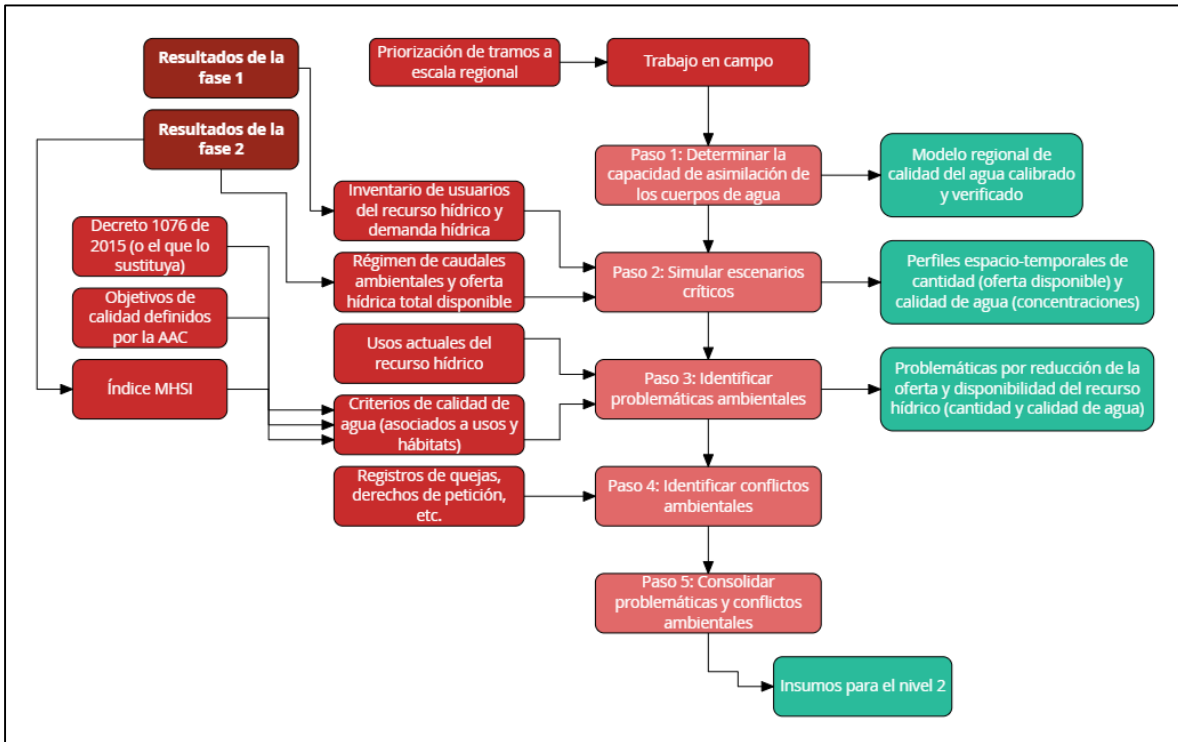 Resultados de la
fase 1
Priorización de tramos a
escala regional
Trabajo en campo
Resultados de la
fase 2
Paso 1: Determinar la
capacidad de asimilación de
los cuerpos de agua
Modelo regional de
calidad del agua calibrado
y verificado
Inventario de usuarios
del recurso hídrico y
demanda hídrica
Decreto 1076 de
2015 (o el que lo
sustituya)
Régimen de caudales
ambientales y oferta
hídrica total disponible
Paso 2: Simular escenarios
críticos
Perfiles espacio-temporales
de cantidad (oferta disponible) y
calidad de agua (concentraciones)
Objetivos de
calidad definidos
por la AAC
Usos actuales del
recurso hídrico
Índice MHSI
Paso 3: Identificar
problemáticas ambientales
Problemáticas por reducción de la
oferta y disponibilidad del recurso
hídrico (cantidad y calidad de agua)
Criterios de calidad de
agua (asociados a usos y
hábitats)
Registros de quejas,
derechos de petición,
etc.
Paso 4: Identificar conflictos
ambientales
Paso 5: Consolidar
problemáticas y conflictos
ambientales
Insumos para el nivel 2